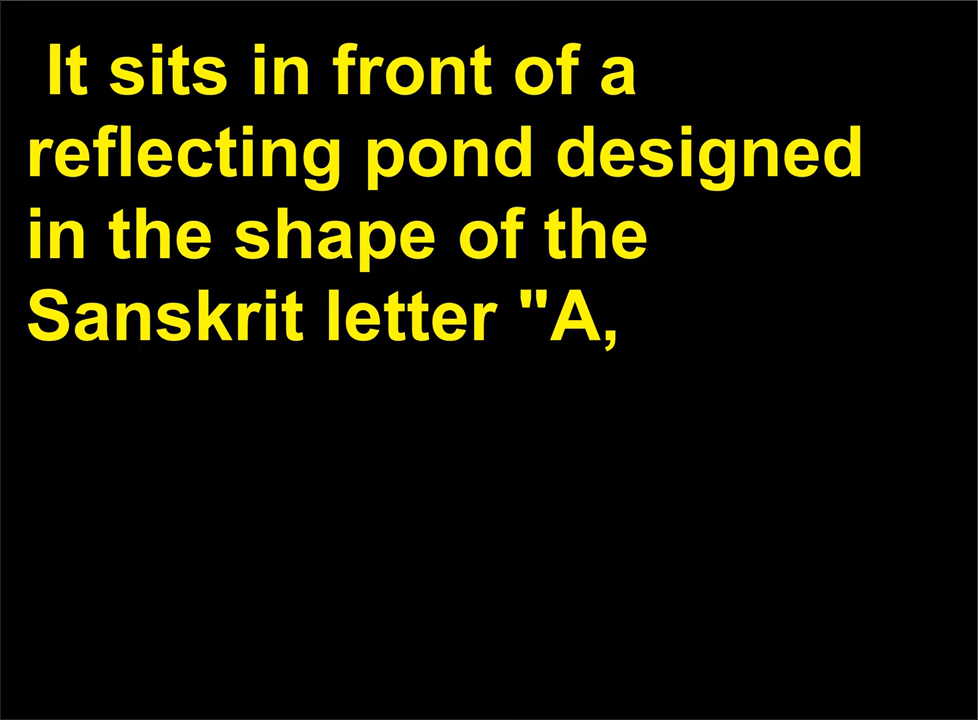 It sits in front of a
reflecting pond designed
in the shape of the
Sanskrit letter "A,